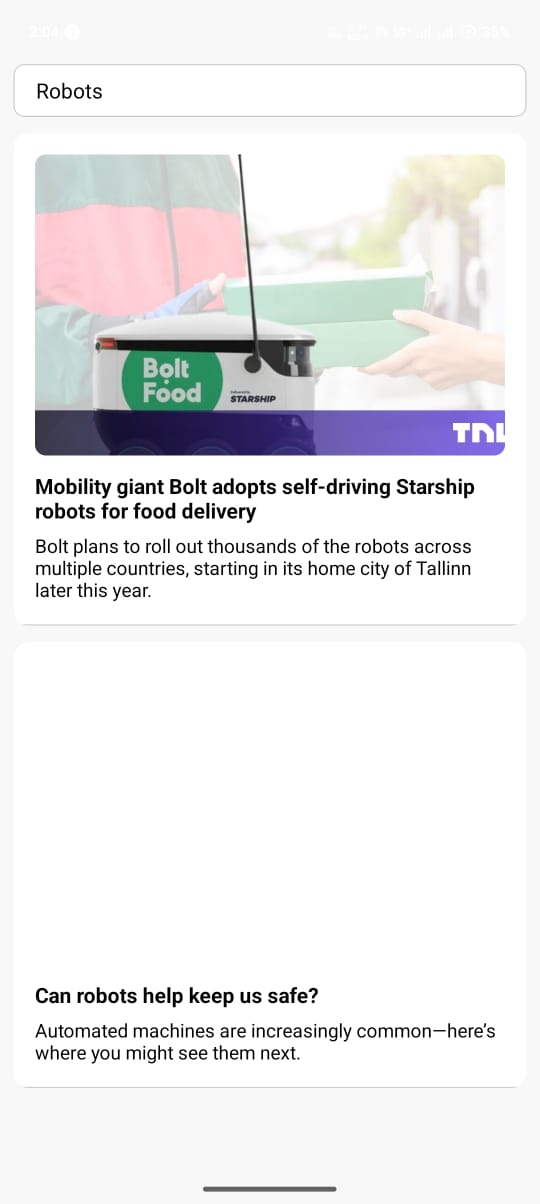 2:04
35%
Robots
Bolt
Food
STARSHIP
Mobility giant Bolt adopts self-driving Starship
robots for food delivery
Bolt plans to roll out thousands of the robots across
multiple countries, starting in its home city of Tallinn
later this year.
Can robots help keep us safe?
Automated machines are increasingly common—here’s
where you might see them next.